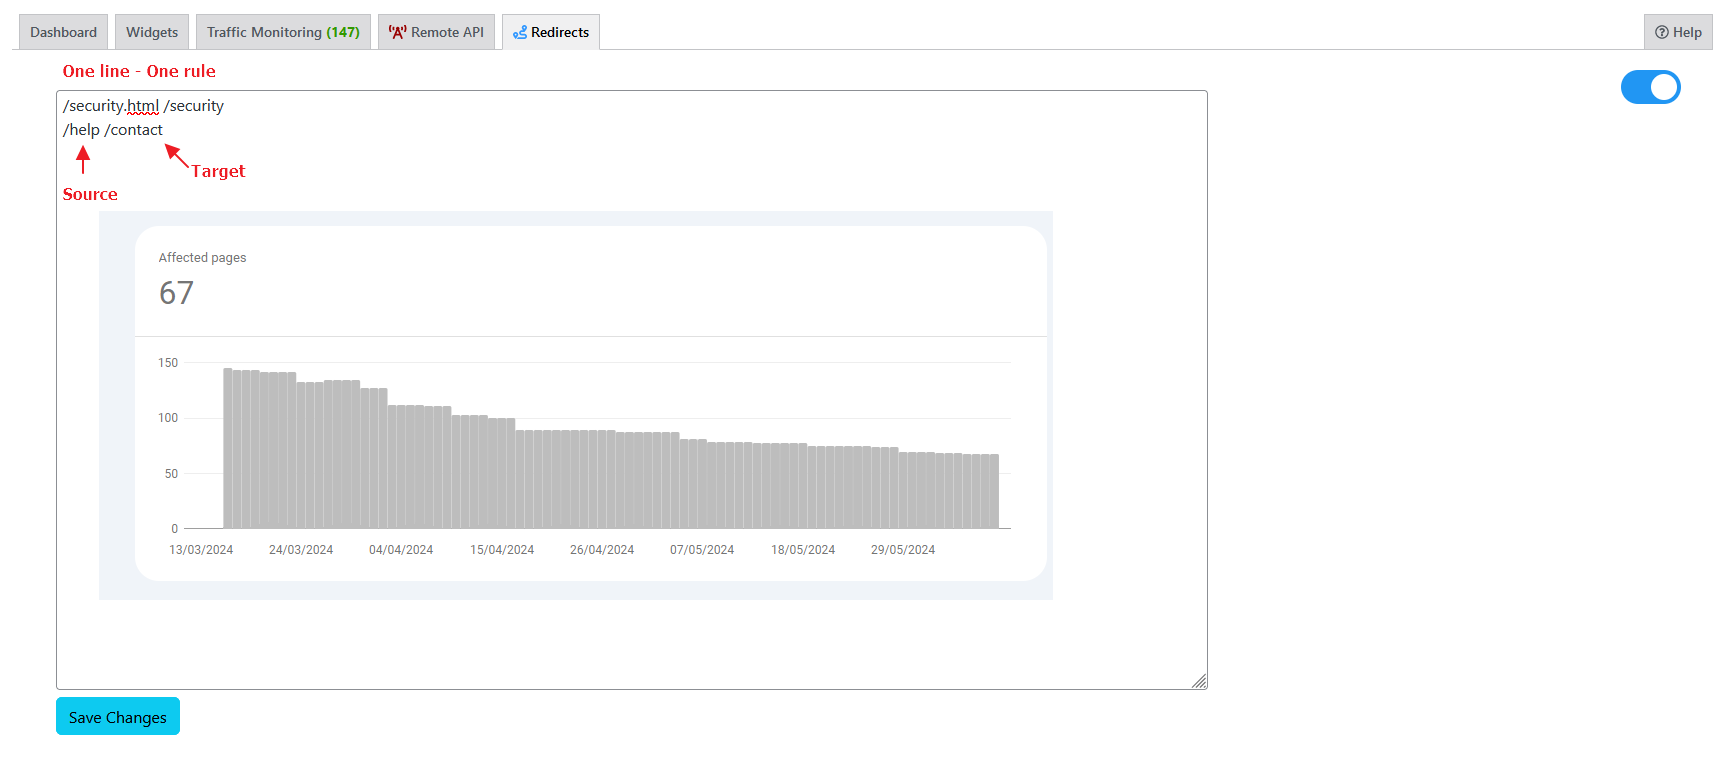 Dashboard Widgets Traffic Monitoring (147) Remote API Redirects Help
One line - One rule
/security.html /security
/help /contact
Target
Source
Affected pages
67
150
100
50
0
13/03/2024 24/03/2024 04/04/2024 15/04/2024 26/04/2024 07/05/2024 18/05/2024 29/05/2024
Save Changes